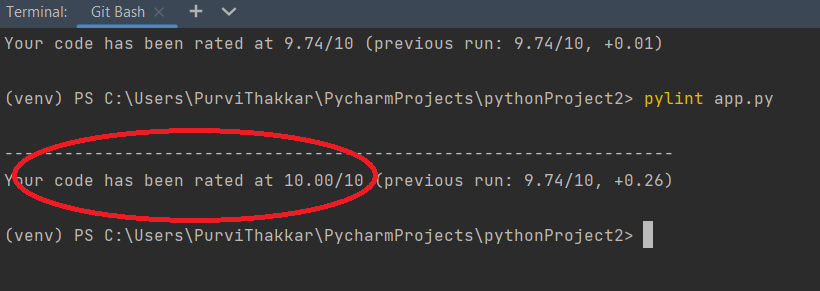 Terminal: Git Bash × +
Your code has been rated at 9.74/10 (previous run: 9.74/10, +0.01)
(venv) PS C:\Users\PurviThakkar\PycharmProjects\pythonProject2> pylint app.py
--------------------------------------------------------------------
Your code has been rated at 10.00/10 (previous run: 9.74/10, +0.26)
(venv) PS C:\Users\PurviThakkar\PycharmProjects\pythonProject2>